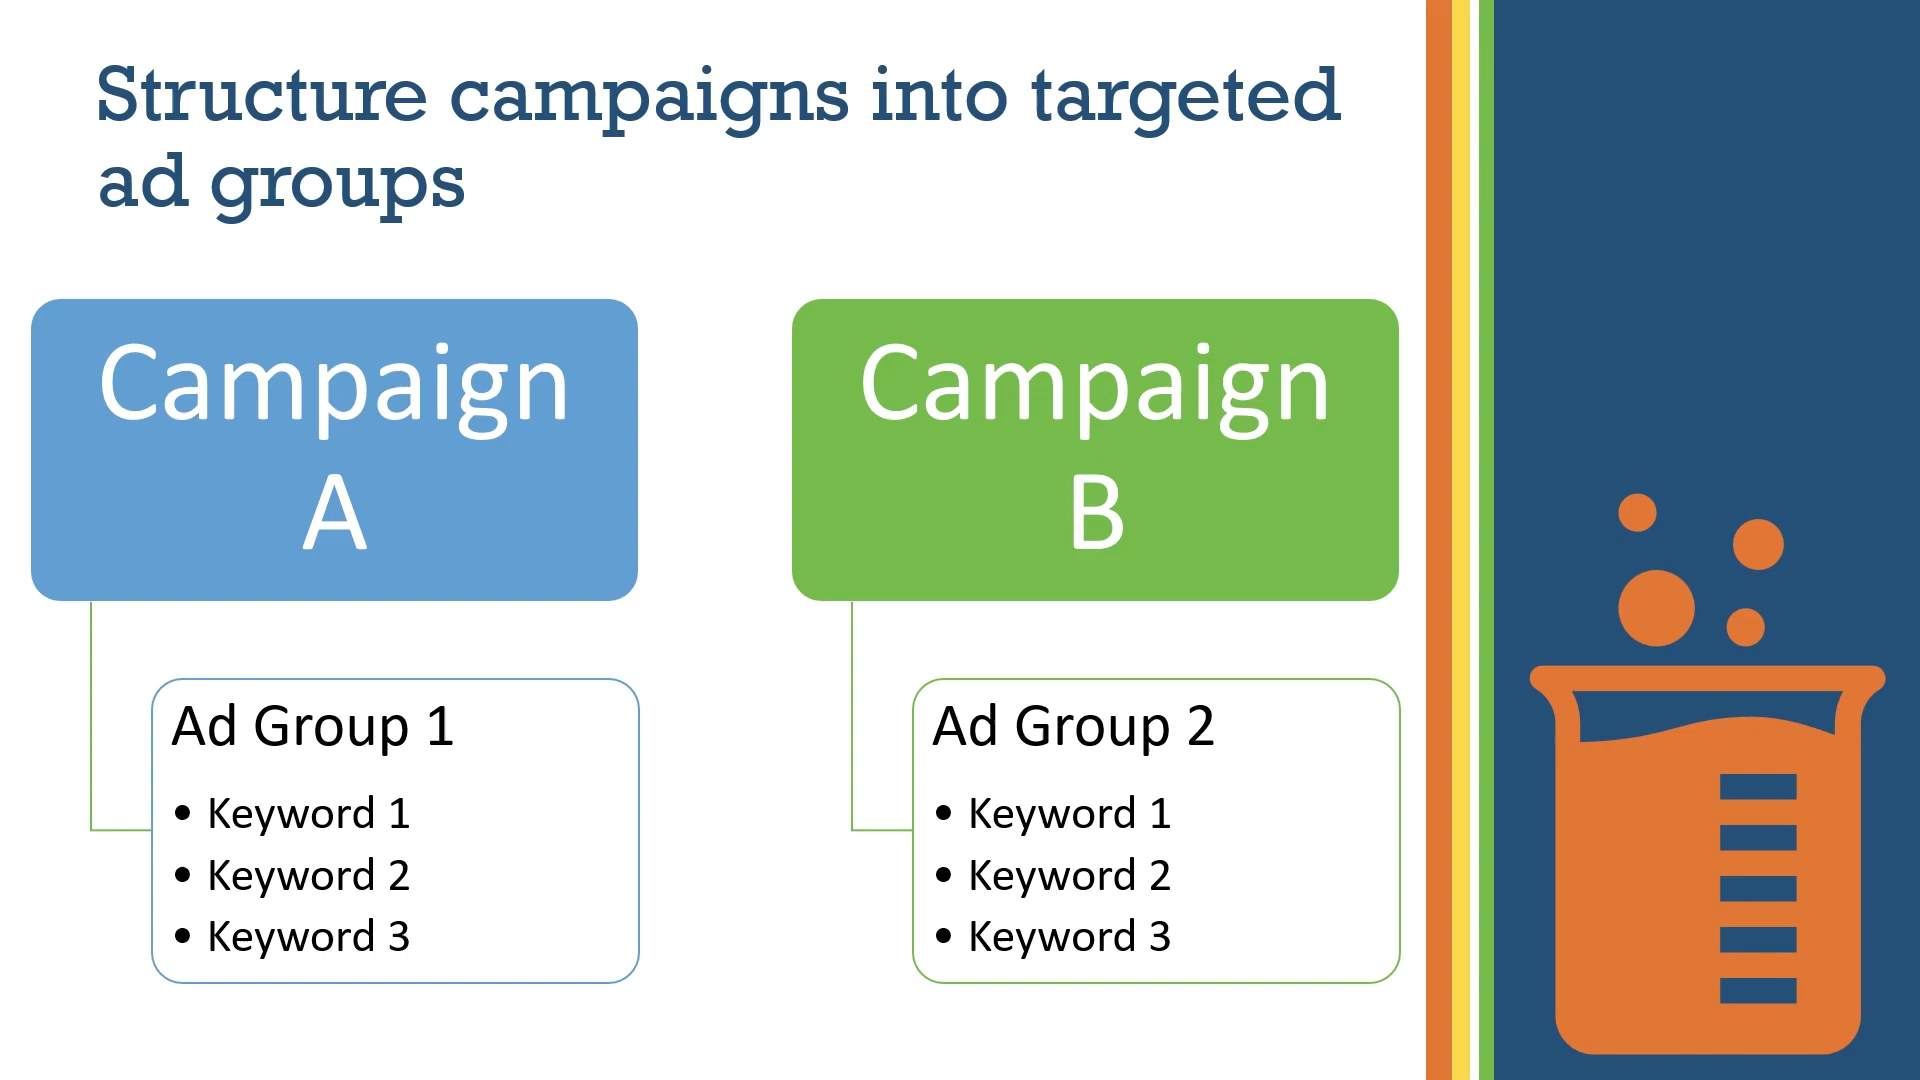 Structure campaigns into targeted
ad groups
Campaign
A
Ad Group 1
• Keyword 1
• Keyword 2
• Keyword 3
Campaign
B
Ad Group 2
• Keyword 1
• Keyword 2
• Keyword 3